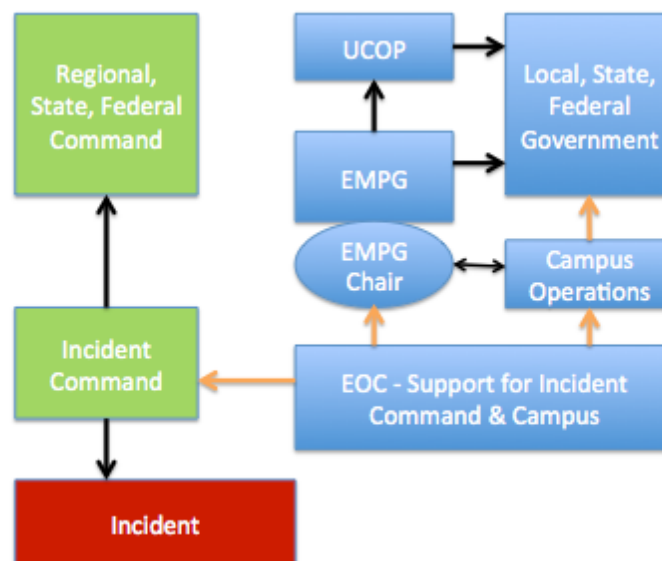 Regional,
State, Federal
Command
UCOP
Local, State,
Federal
Government
EMPG
EMPG
Chair
Campus
Operations
Incident
Command
EOC - Support for Incident
Command & Campus
Incident